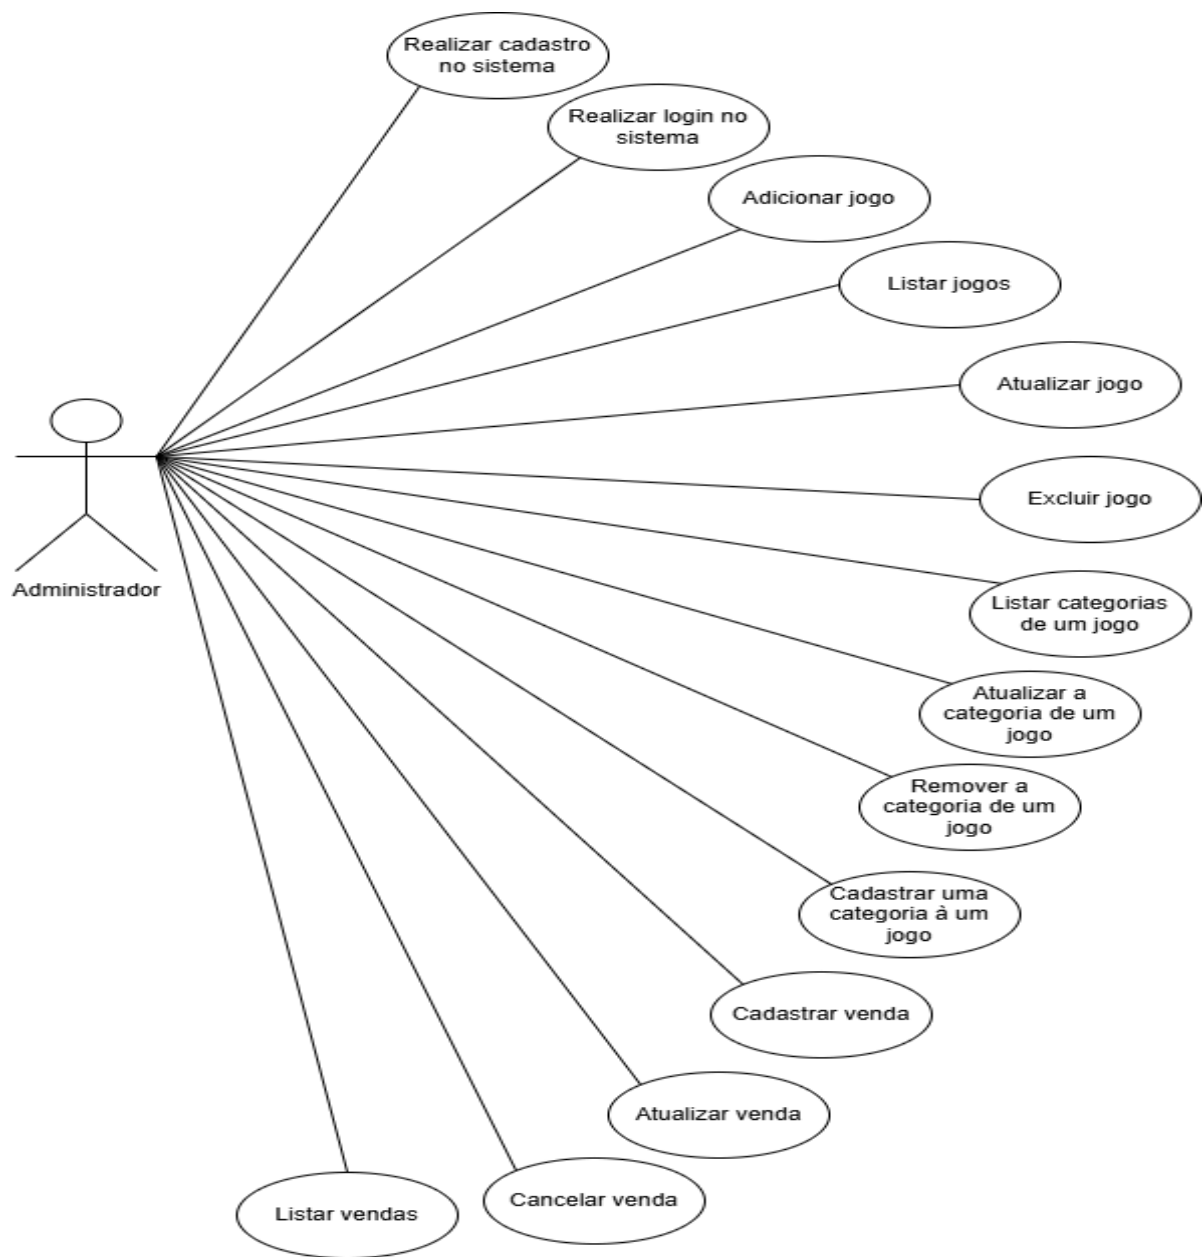 Realizar cadastro
no sistema
Realizar login no
sistema
Adicionar jogo
Listar jogos
Atualizar jogo
Excluir jogo
Administrador
Listar categorias
de um jogo
Atualizar a
categoria de um
jogo
Remover a
categoria de um
jogo
Cadastrar uma
categoria à um
jogo
Cadastrar venda
Atualizar venda
Cancelar venda
Listar vendas